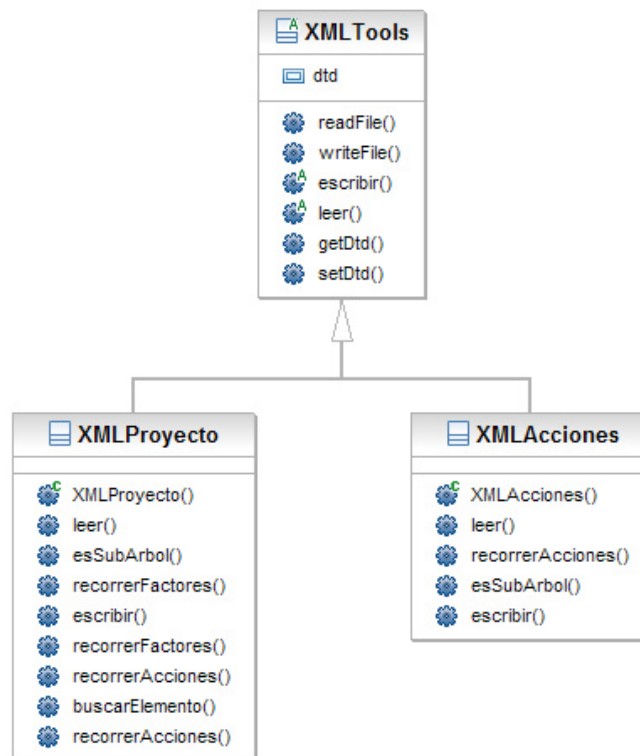 XMLTools
dtd
readFile()
writeFile()
escribir()
leer()
getDtd()
setDtd()
XMLProyecto
XMLProyecto()
leer()
esSubArbol()
recorrerFactores()
escribir()
recorrerFactores()
recorrerAcciones()
buscarElemento()
recorrerAcciones()
XMLAcciones
XMLAcciones()
leer()
recorrerAcciones()
esSubArbol()
escribir()